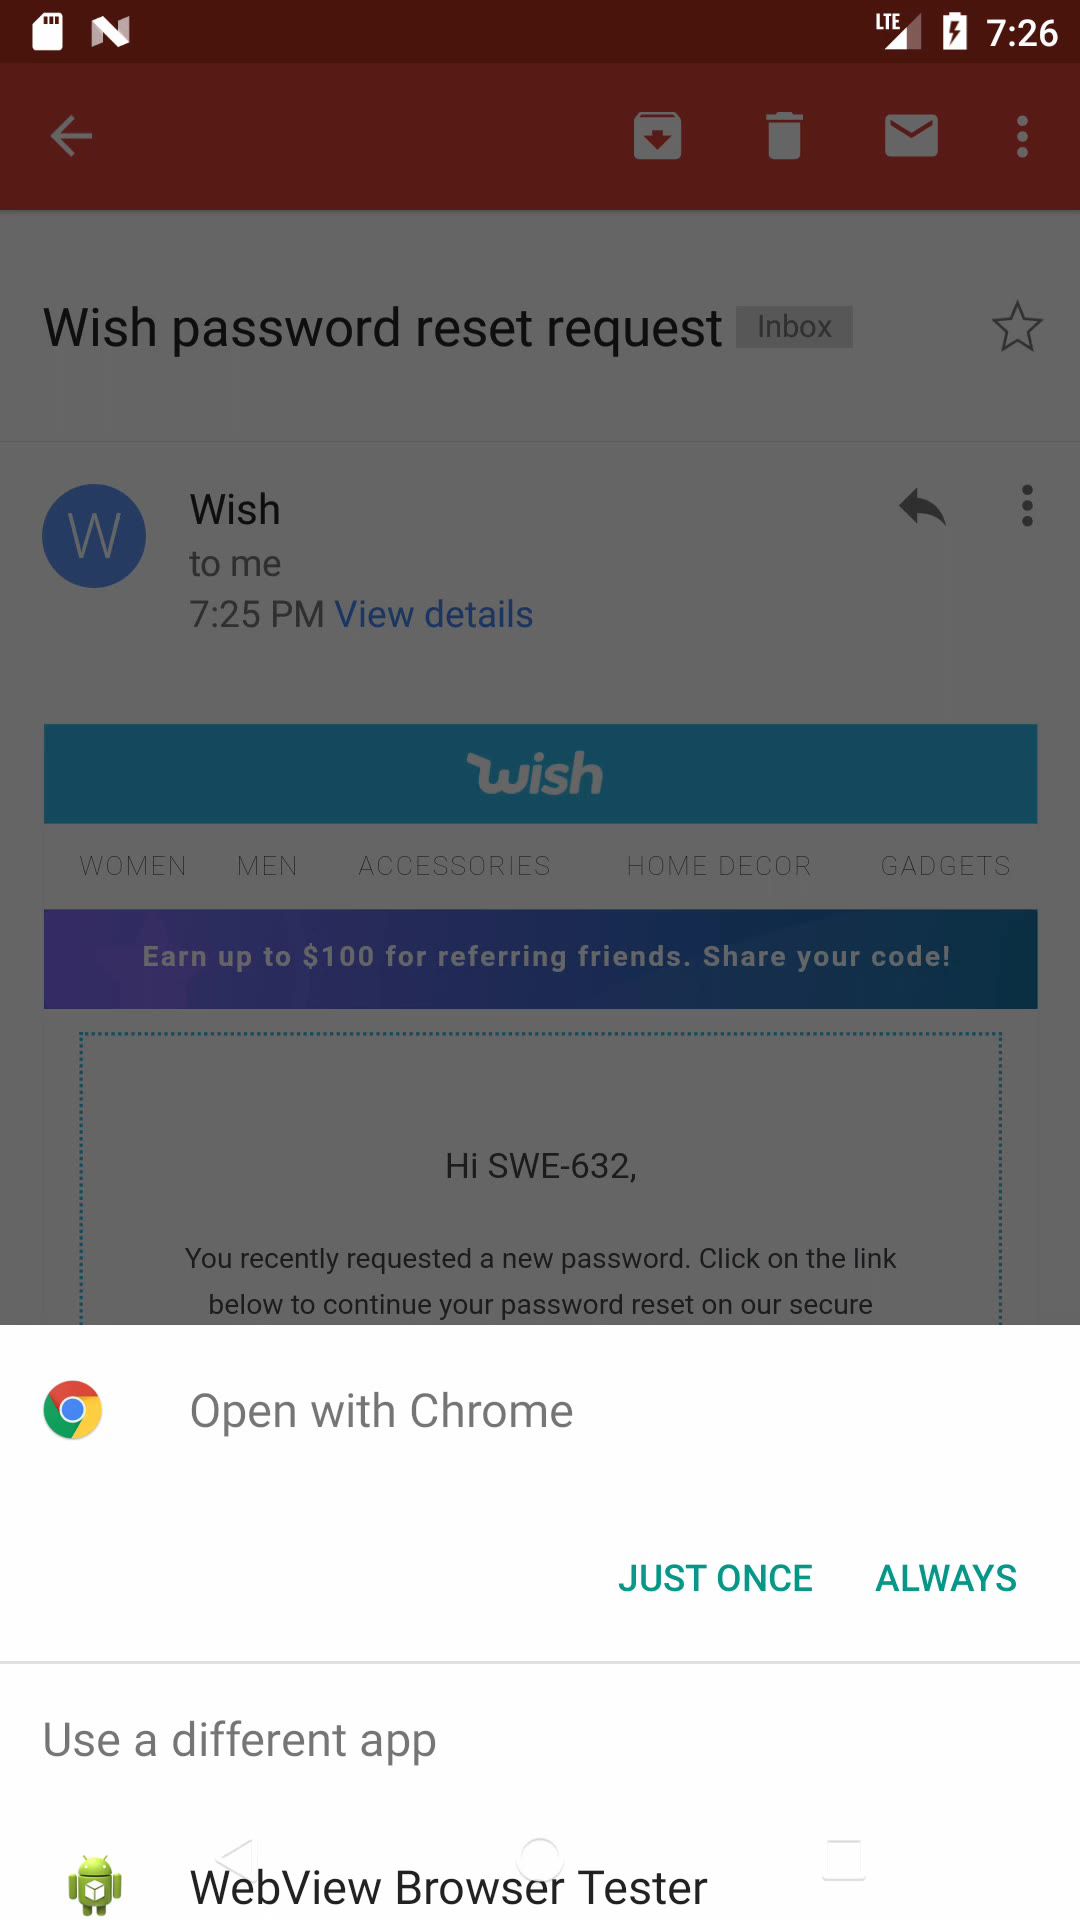 LTE 7:26
Wish password reset request Inbox
W
Wish
to me
7:25 PM View details
wish
WOMEN MEN ACCESSORIES HOME DECOR GADGETS
Earn up to $100 for referring friends. Share your code!
Hi SWE-632,
You recently requested a new password. Click on the link
below to continue your password reset on our secure
Open with Chrome
JUST ONCE ALWAYS
Use a different app
WebView Browser Tester